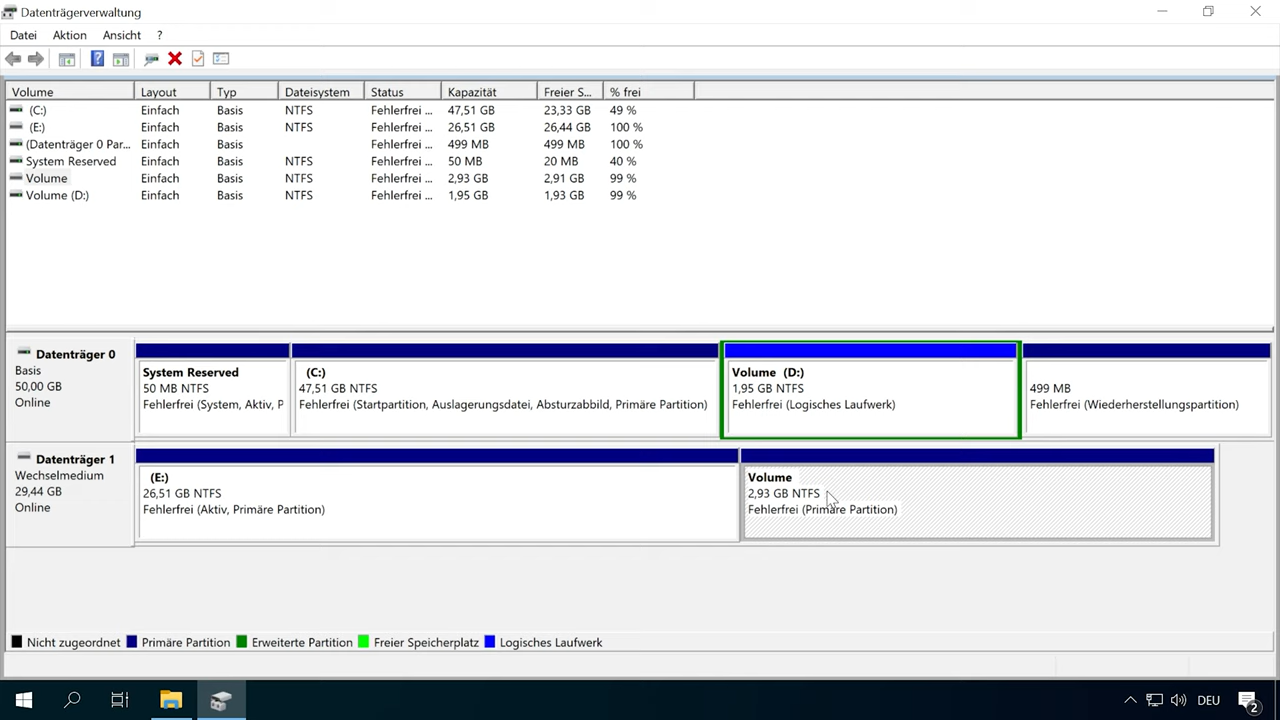 Datenträgerverwaltung
Datei Aktion Ansicht ?
Volume Layout Typ Dateisystem Status Kapazität Freier S... % frei
(C:) Einfach Basis NTFS Fehlerfrei ... 47,51 GB 23,33 GB 49 %
(E:) Einfach Basis NTFS Fehlerfrei ... 26,51 GB 26,44 GB 100 %
(Datenträger 0 Par... Einfach Basis Fehlerfrei ... 499 MB 499 MB 100 %
System Reserved Einfach Basis NTFS Fehlerfrei ... 50 MB 20 MB 40 %
Volume Einfach Basis NTFS Fehlerfrei ... 2,93 GB 2,91 GB 99 %
Volume (D:) Einfach Basis NTFS Fehlerfrei ... 1,95 GB 1,93 GB 99 %
Datenträger 0
Basis
50,00 GB
Online
System Reserved
50 MB NTFS
Fehlerfrei (System, Aktiv, P
(C:)
47,51 GB NTFS
Fehlerfrei (Startpartition, Auslagerungsdatei, Absturzabbild, Primäre Partition)
Volume (D:)
1,95 GB NTFS
Fehlerfrei (Logisches Laufwerk)
499 MB
Fehlerfrei (Wiederherstellungspartition)
Datenträger 1
Wechselmedium
29,44 GB
Online
(E:)
26,51 GB NTFS
Fehlerfrei (Aktiv, Primäre Partition)
Volume
2,93 GB NTFS
Fehlerfrei (Primäre Partition)
Nicht zugeordnet Primäre Partition Erweiterte Partition Freier Speicherplatz Logisches Laufwerk
DEU 2